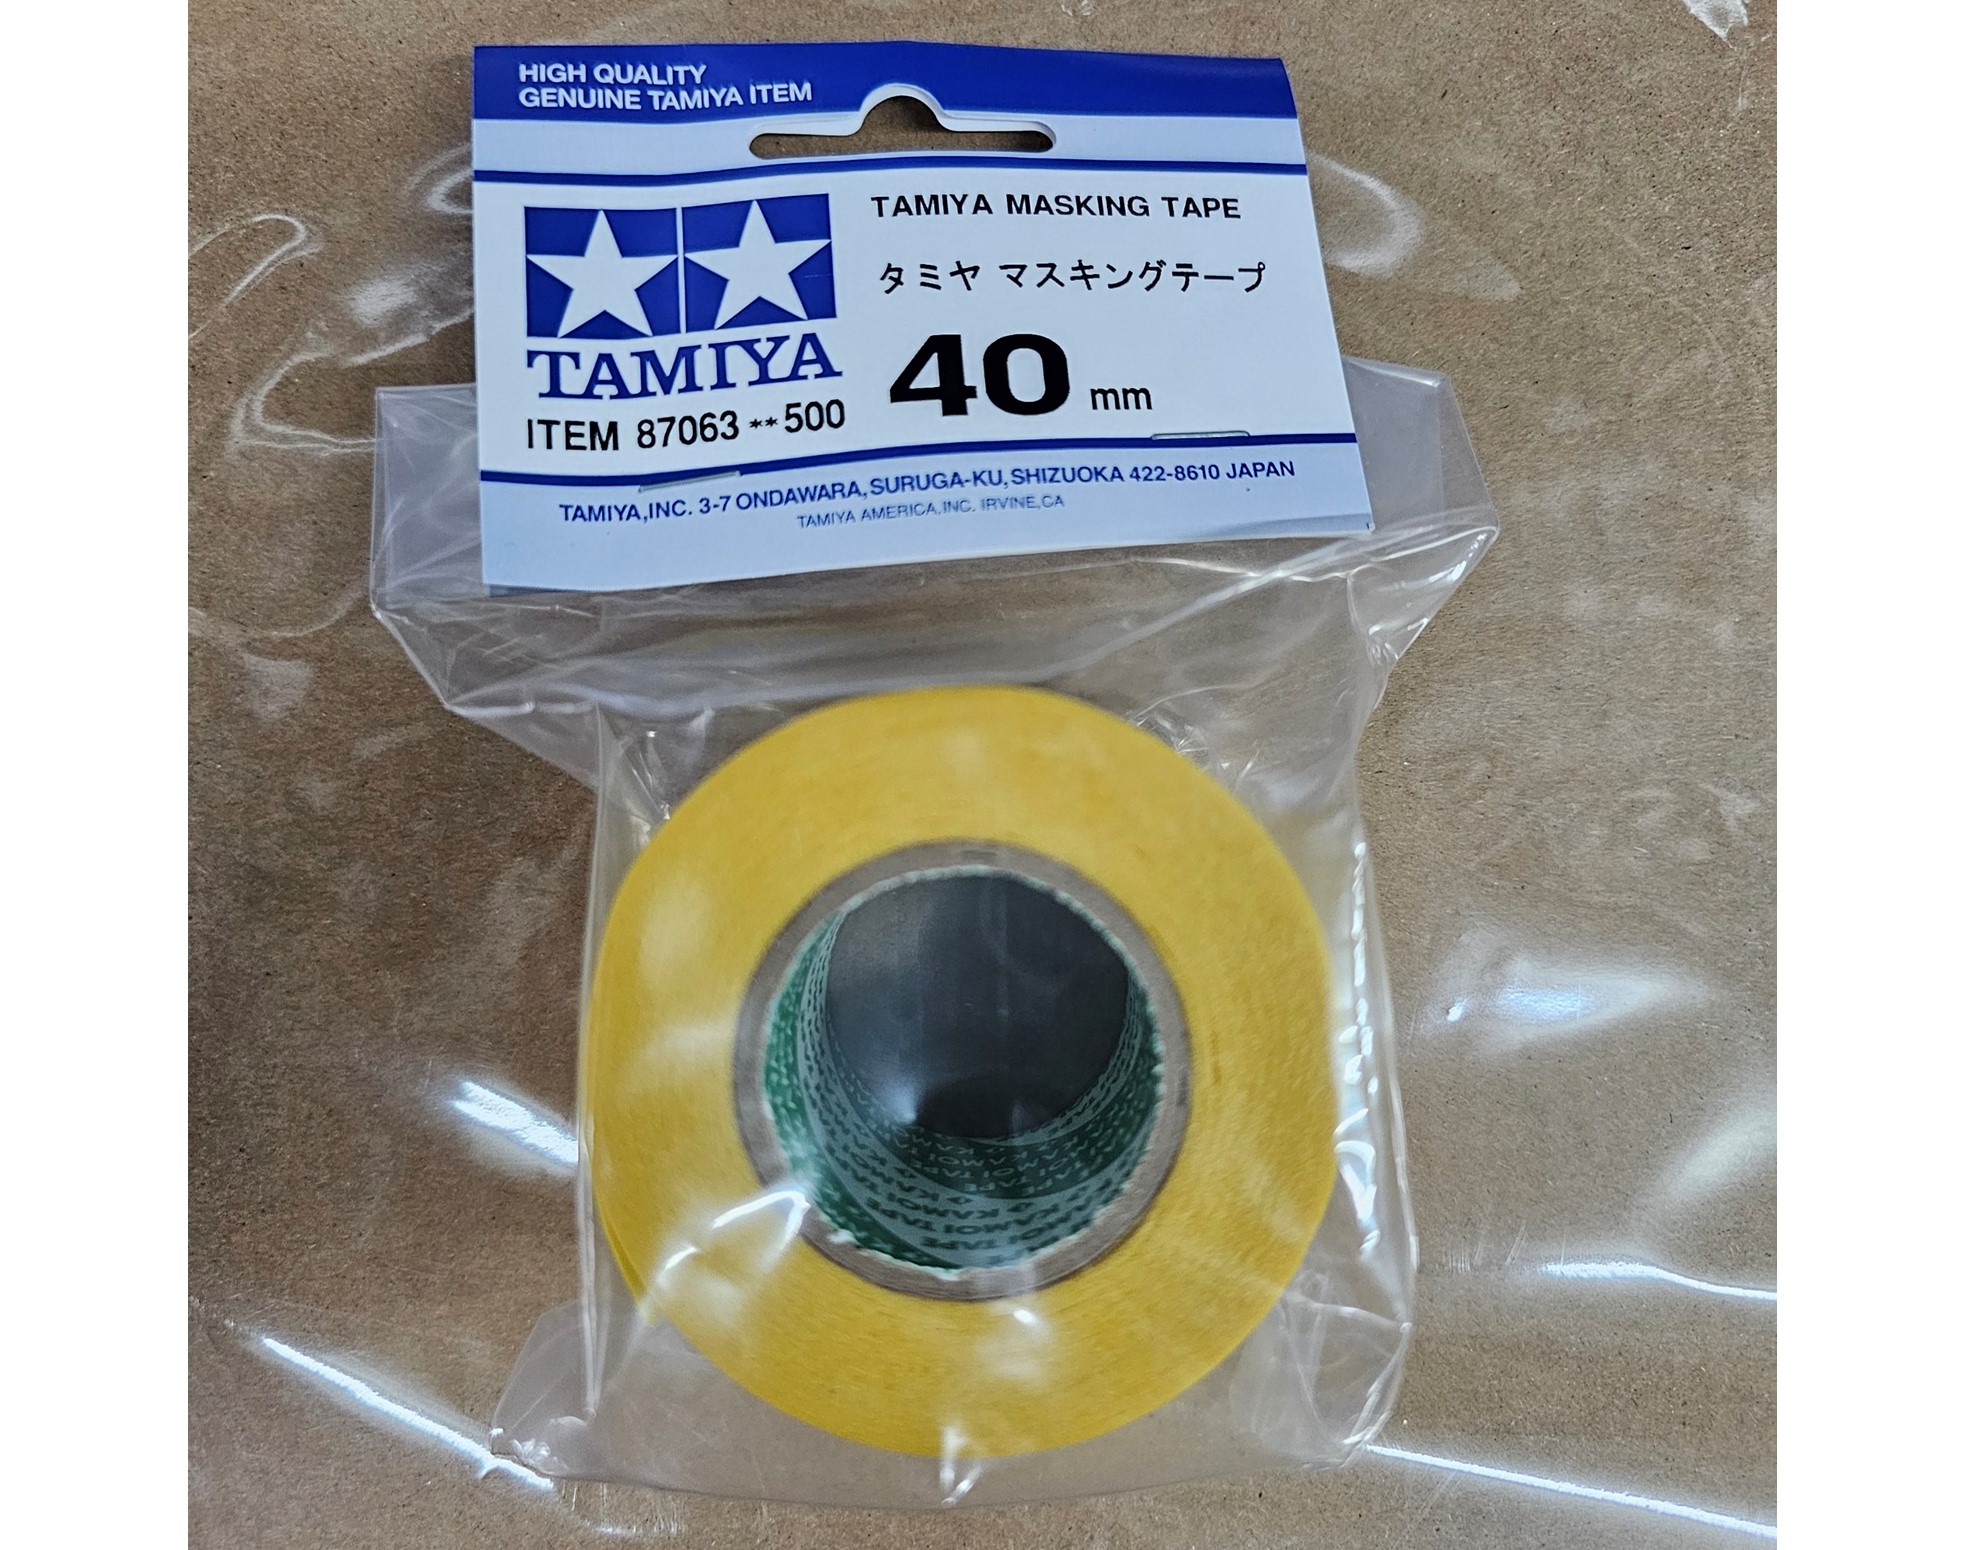 HIGH QUALITY
GENUINE TAMIYA ITEM
TAMIYA MASKING TAPE
タミヤ マスキングテープ
TAMIYA
40 mm
ITEM 87063 **500
TAMIYA,INC. 3-7 ONDAWARA,SURUGA-KU,SHIZUOKA 422-8610 JAPAN
TAMIYA AMERICA,INC. IRVINE,CA